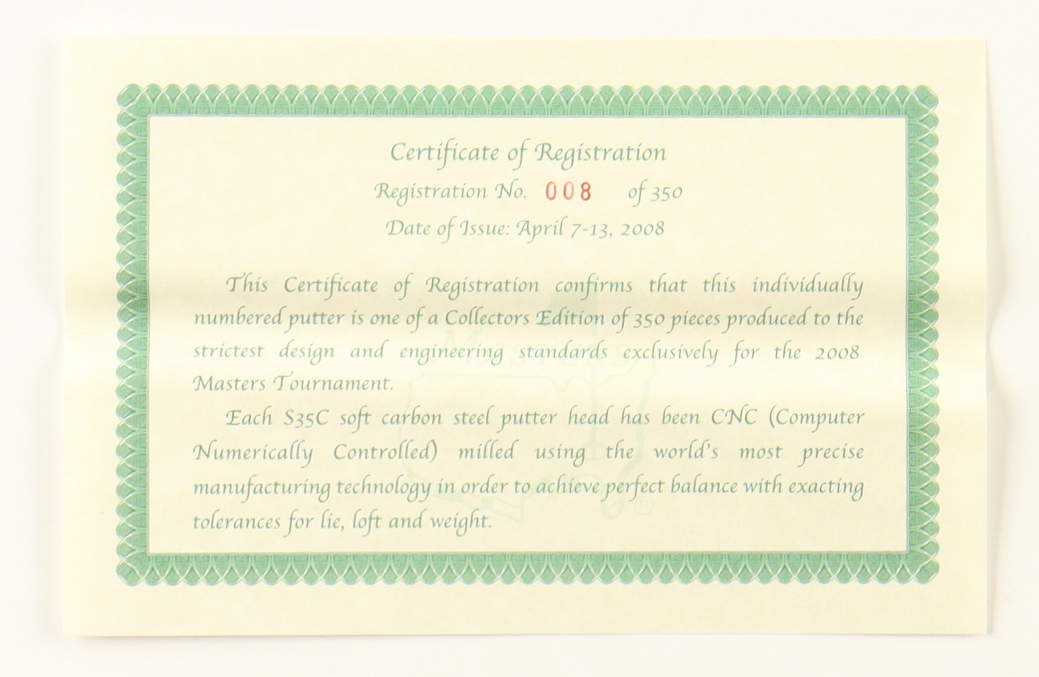 Certificate of Registration
Registration No. 008 of 350
Date of Issue: April 7-13, 2008
This Certificate of Registration confirms that this individually
numbered putter is one of a Collectors Edition of 350 pieces produced to the
strictest design and engineering standards exclusively for the 2008
Masters Tournament.
Each S35C soft carbon steel putter head has been CNC (Computer
Numerically Controlled) milled using the world's most precise
manufacturing technology in order to achieve perfect balance with exacting
tolerances for lie, loft and weight.